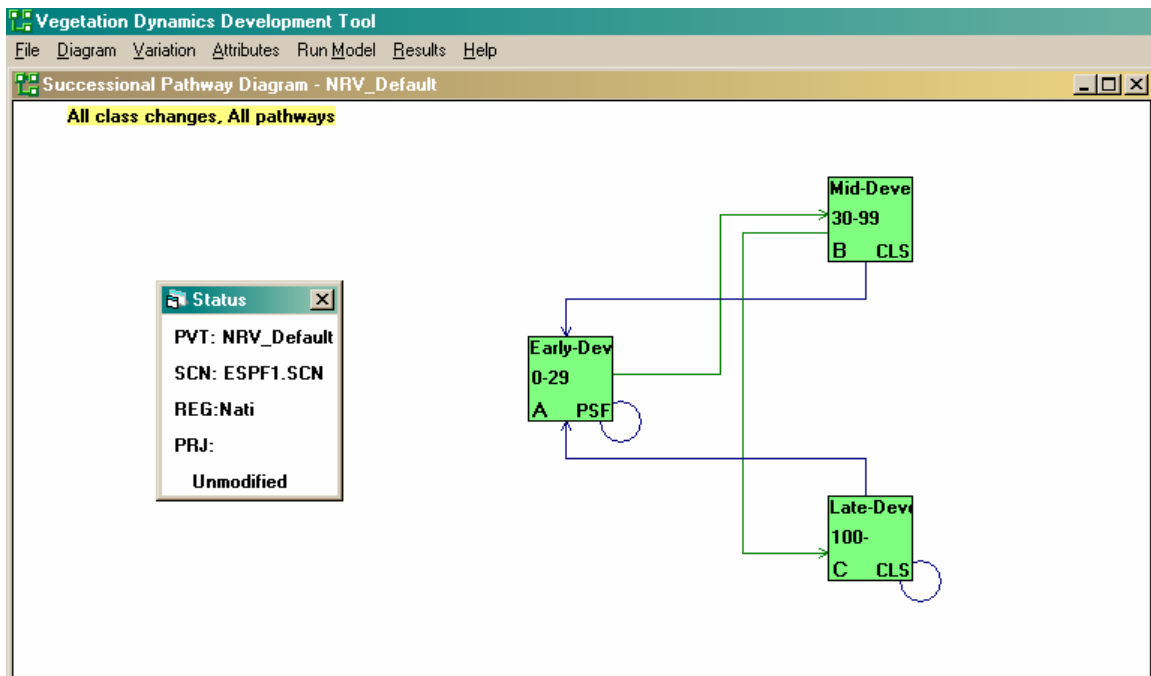 Vegetation Dynamics Development Tool
File Diagram Variation Attributes Run Model Results Help
Successional Pathway Diagram - NRV_Default
All class changes, All pathways
Mid-Deve
30-99
B CLS
Status
PVT: NRV_Default
SCN: ESPF1.SCN
REG:Nati
PRJ:
Unmodified
Early-Dev
0-29
A PSF
Late-Deve
100-
C CLS